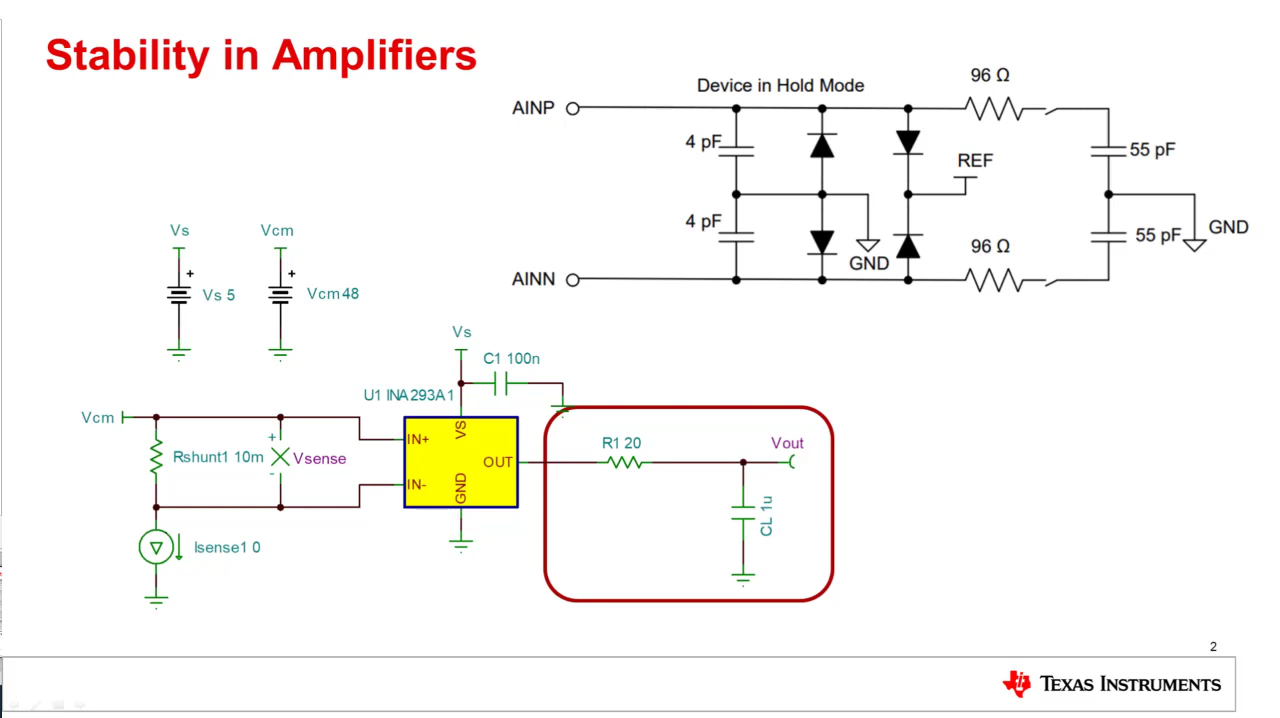 Stability in Amplifiers
Device in Hold Mode
96 Ω
AINP
4 pF
55 pF
REF
4 pF
55 pF
GND
GND
96 Ω
AINN
Vs
Vcm
+
+
Vs 5
Vcm 48
Vs
C1 100n
U1 INA293A1
Vcm
IN+
VS
R1 20
Vout
+
Rshunt1 10m
Vsense
OUT
-
IN-
GND
CL 1u
Isense1 0
2
TEXAS INSTRUMENTS